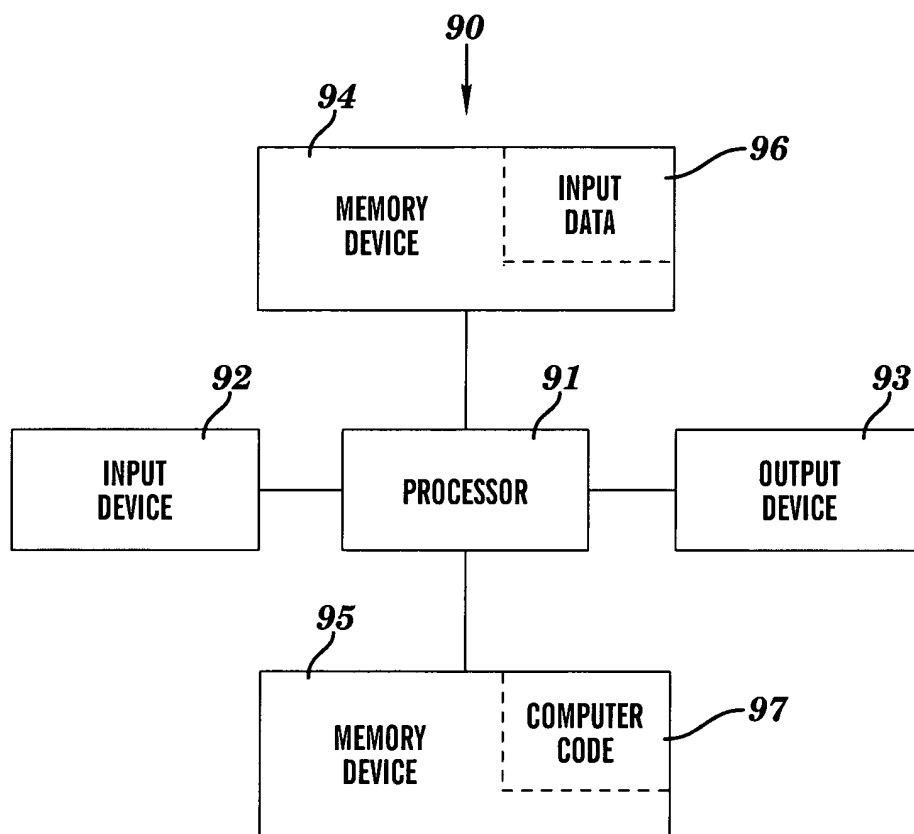 90
94
96
MEMORY
DEVICE
INPUT
DATA
92
91
93
INPUT
DEVICE
PROCESSOR
OUTPUT
DEVICE
95
97
MEMORY
DEVICE
COMPUTER
CODE